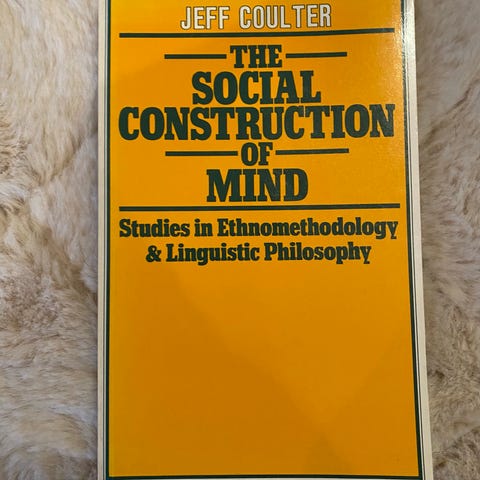 JEFF COULTER
THE
SOCIAL
CONSTRUCTION
OF
MIND
Studies in Ethnomethodology
& Linguistic Philosophy